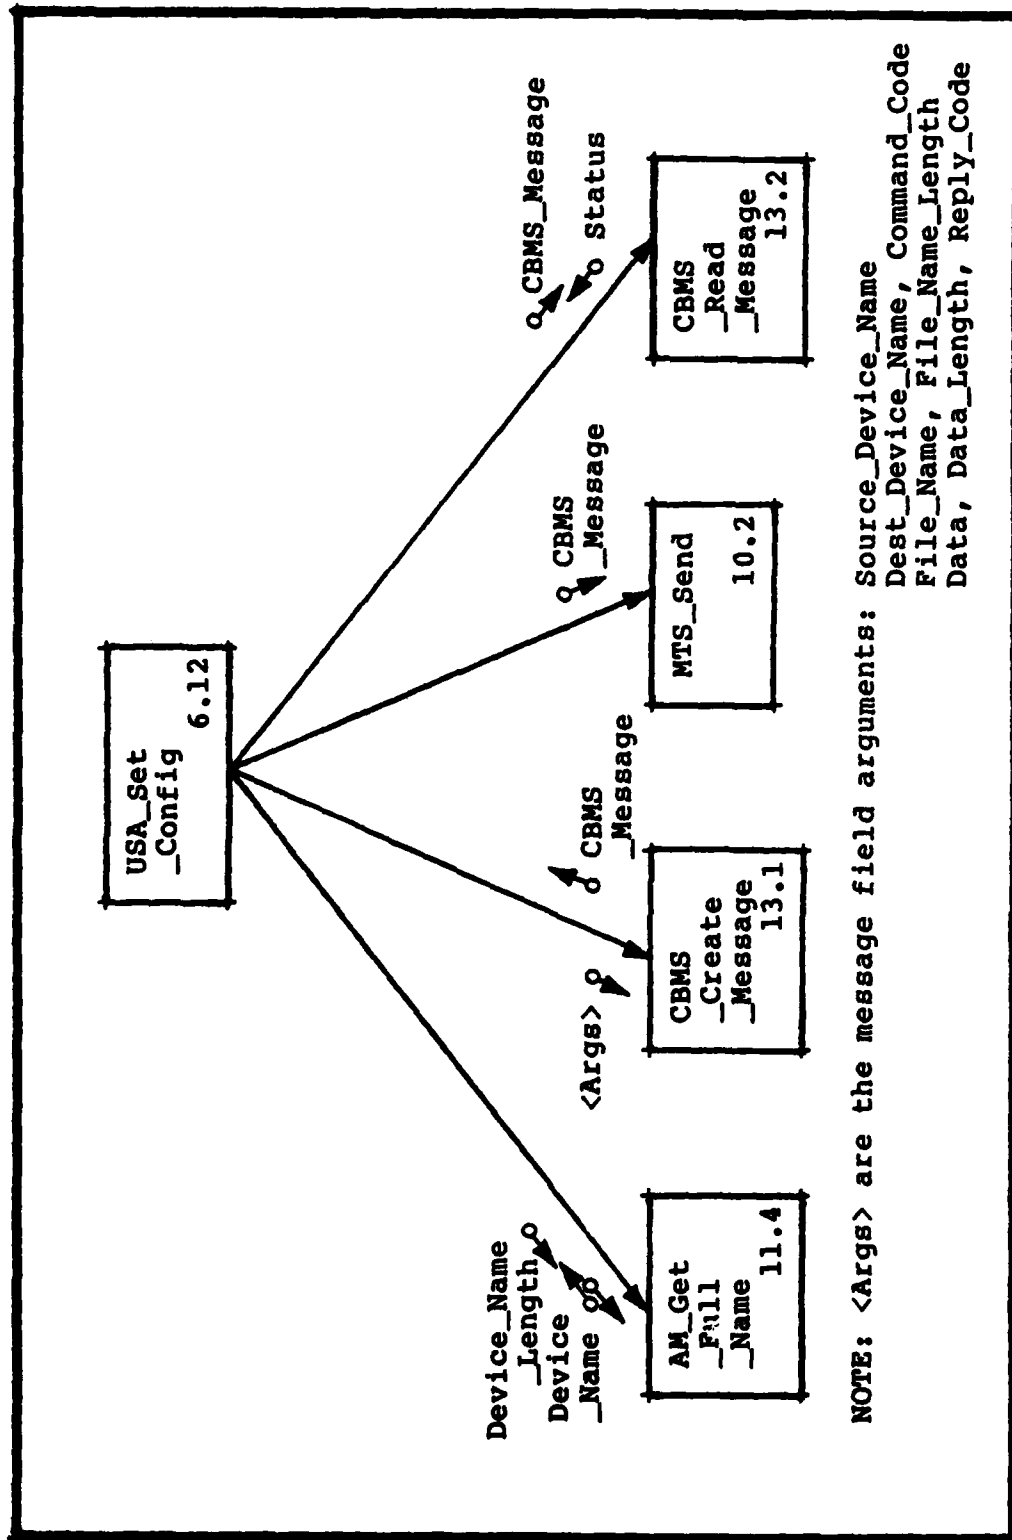 USA_Set
_Config
6.12
Device_Name
_Length
Device
_Name
<Args>
CBMS
_Message
CBMS
_Message
CBMS_Message
Status
AM_Get
_Full
_Name
11.4
CBMS
_Create
_Message
13.1
MTS_Send
10.2
CBMS
_Read
_Message
13.2
NOTE: <Args> are the message field arguments: Source_Device_Name
Dest_Device_Name, Command_Code
File_Name, File_Name_Length
Data, Data_Length, Reply_Code